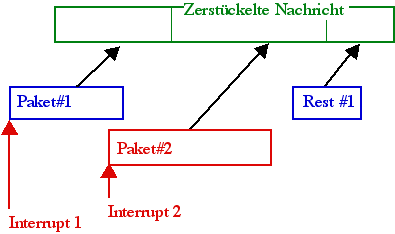 Zerstückelte Nachricht
Paket#1
Rest #1
Paket#2
Interrupt 1
Interrupt 2